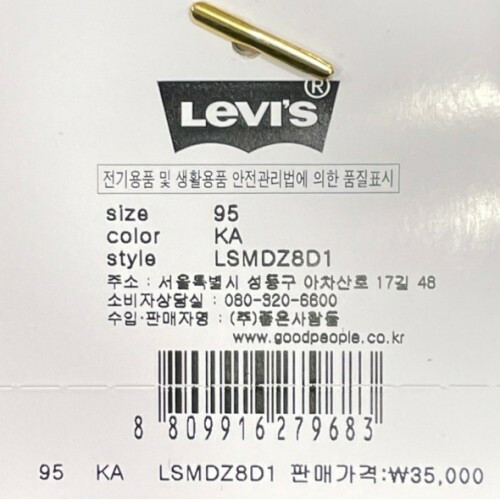 Levi's ®
전기용품 및 생활용품 안전관리법에 의한 품질표시
size 95
color KA
style LSMDZ8D1
주소 : 서울특별시 성동구 아차산로 17길 48
소비자상담실 : 080-920-6600
수입·판매자명 : (주)좋은사람들
www.goodpeople.co.kr
8 809916 279683
95 KA LSMDZ8D1 판매가격:₩35,000